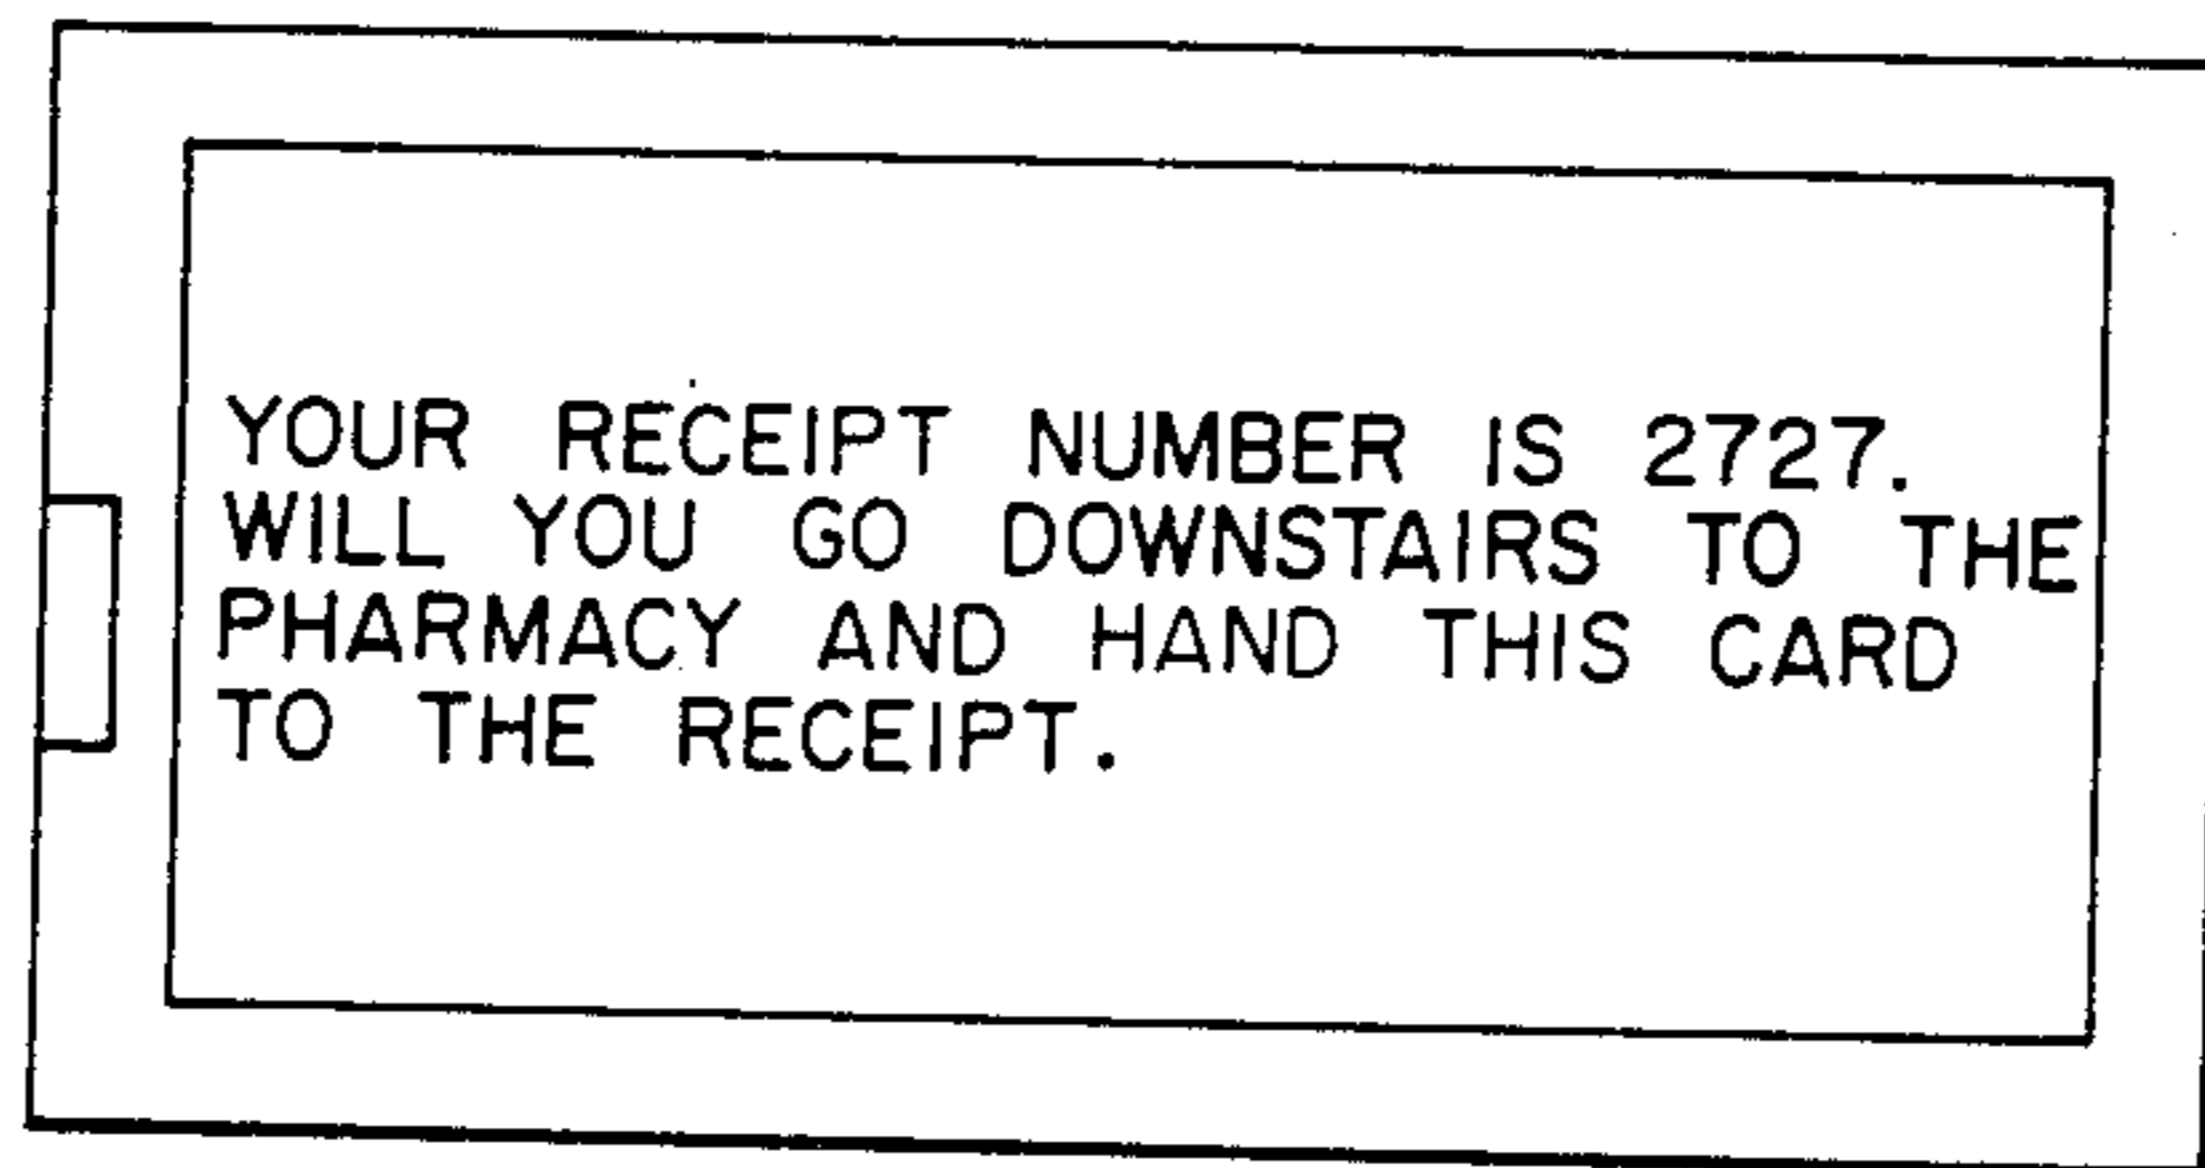 YOUR RECEIPT NUMBER IS 2727.
WILL YOU GO DOWNSTAIRS TO THE
PHARMACY AND HAND THIS CARD
TO THE RECEIPT.